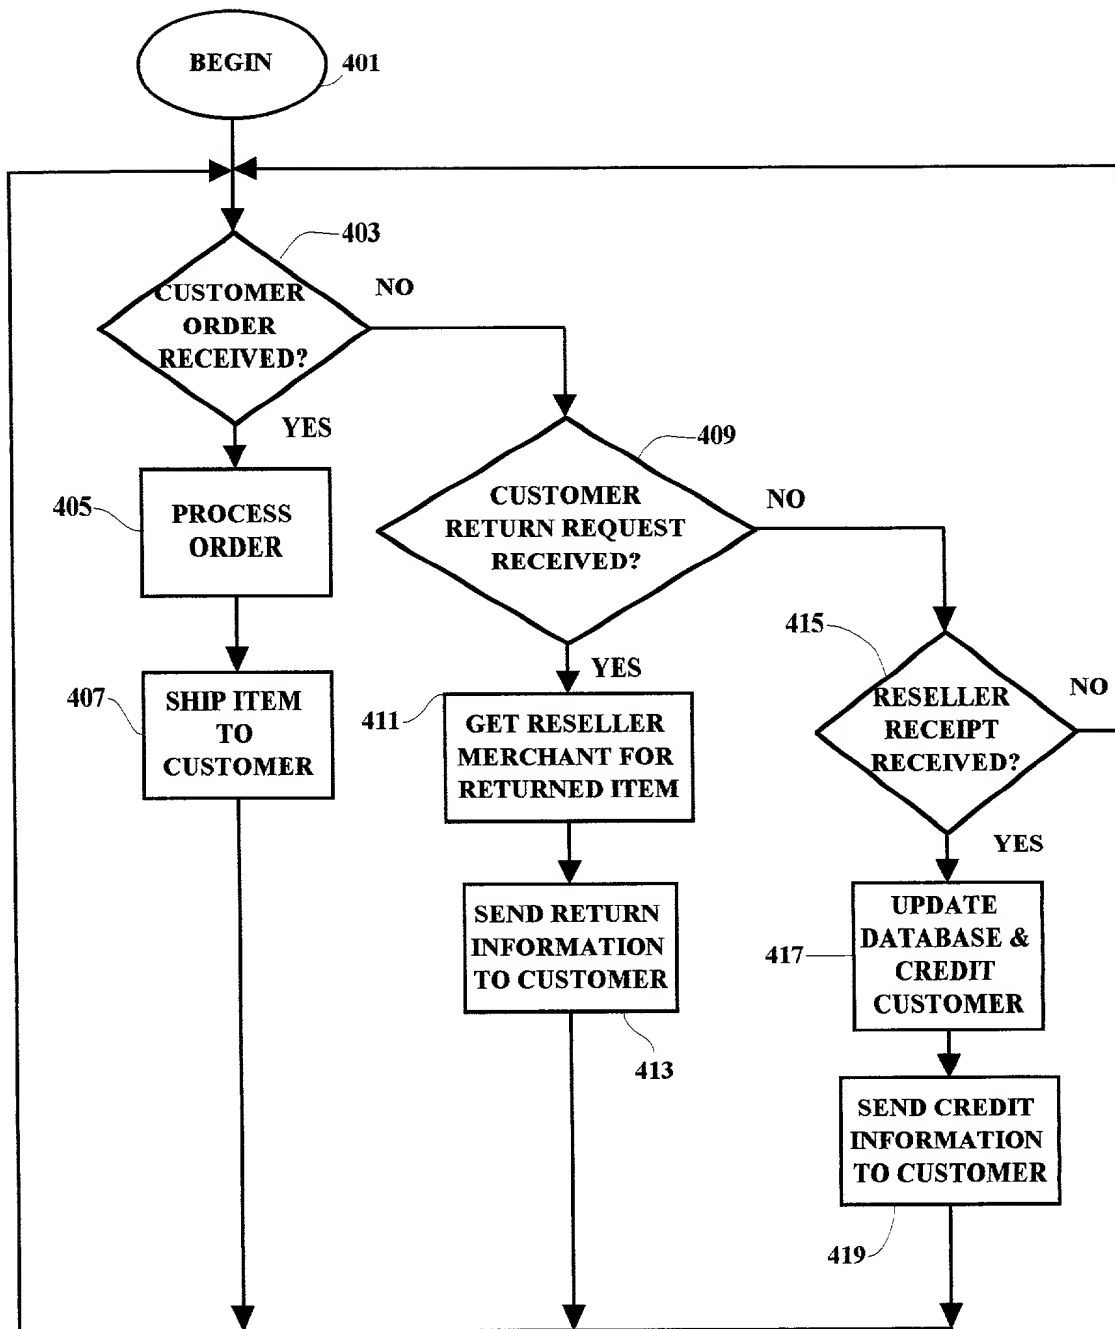 BEGIN
401
403
CUSTOMER
ORDER
RECEIVED?
NO
YES
405
PROCESS
ORDER
407
SHIP ITEM
TO
CUSTOMER
409
CUSTOMER
RETURN REQUEST
RECEIVED?
NO
YES
411
GET RESELLER
MERCHANT FOR
RETURNED ITEM
SEND RETURN
INFORMATION
TO CUSTOMER
413
415
RESELLER
RECEIPT
RECEIVED?
NO
YES
417
UPDATE
DATABASE &
CREDIT
CUSTOMER
SEND CREDIT
INFORMATION
TO CUSTOMER
419